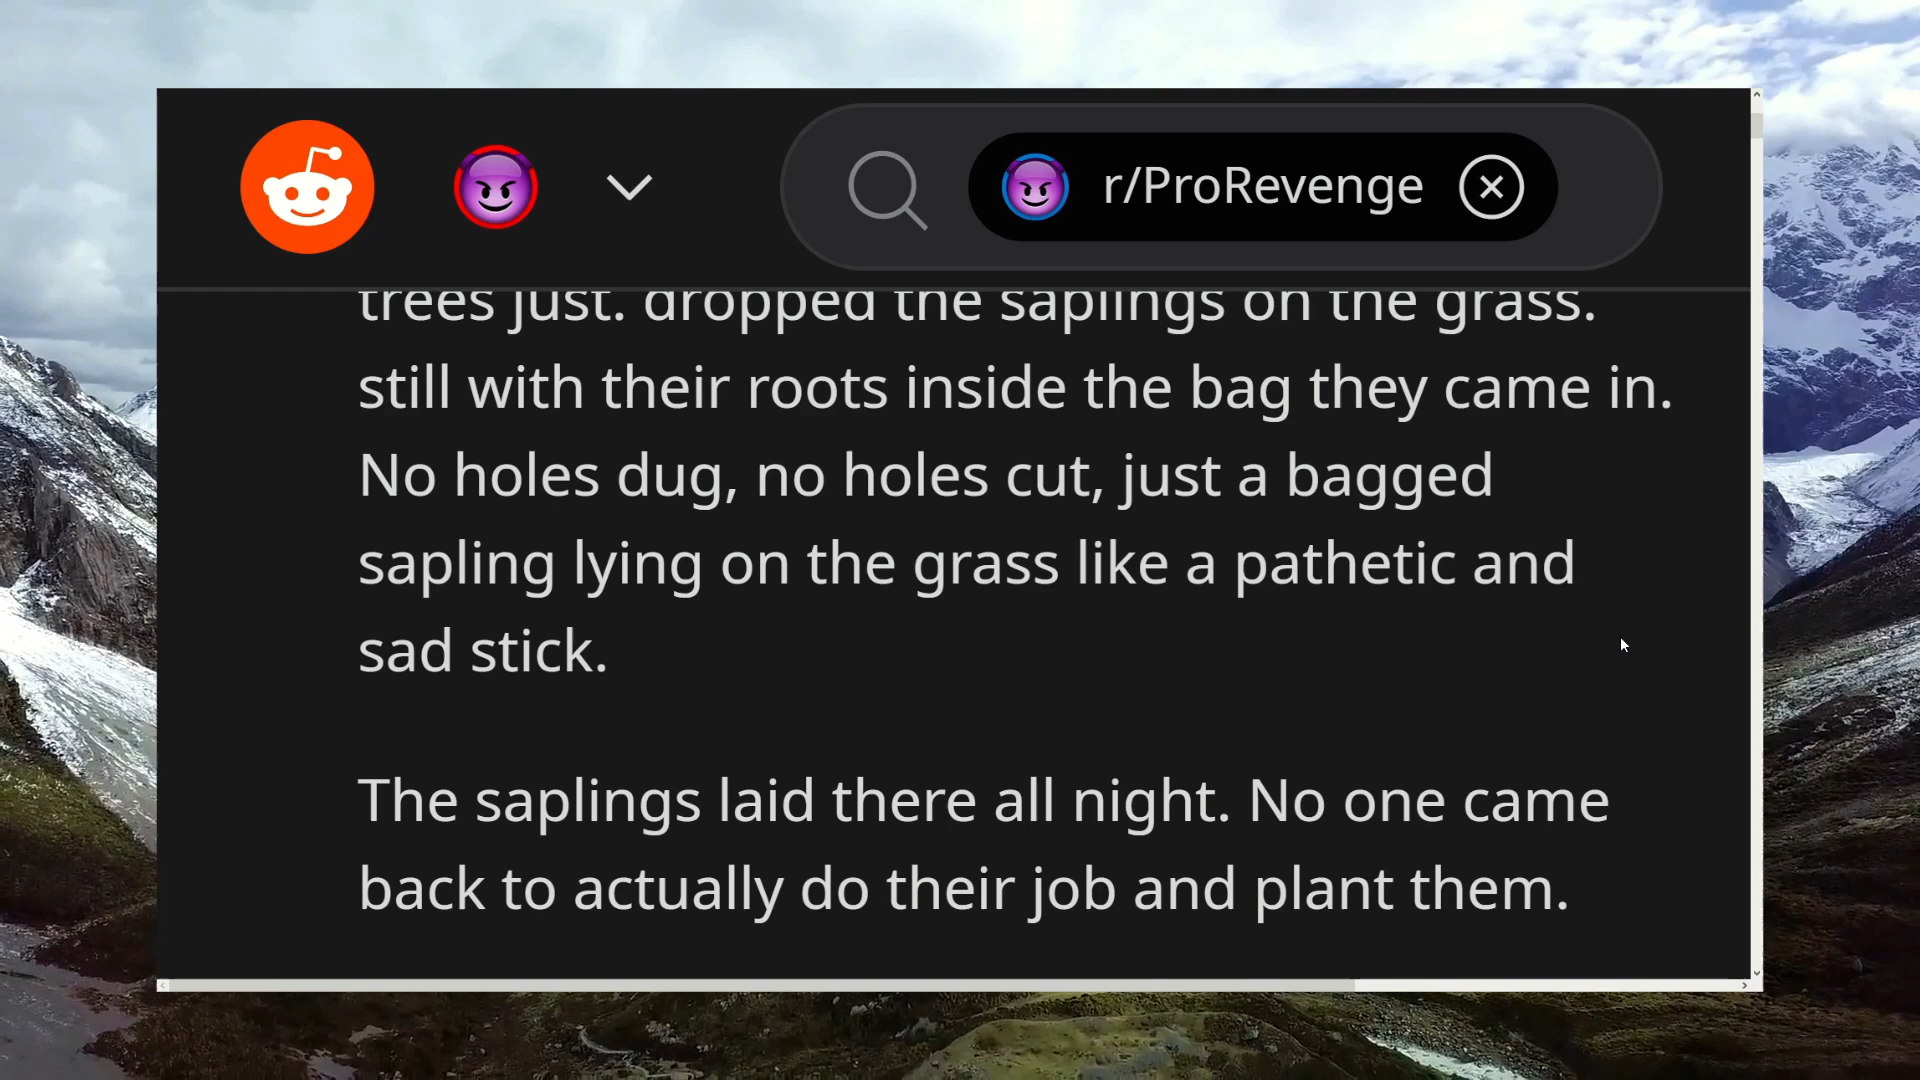 r/ProRevenge
trees just. dropped the saplings on the grass.
still with their roots inside the bag they came in.
No holes dug, no holes cut, just a bagged
sapling lying on the grass like a pathetic and
sad stick.
The saplings laid there all night. No one came
back to actually do their job and plant them.